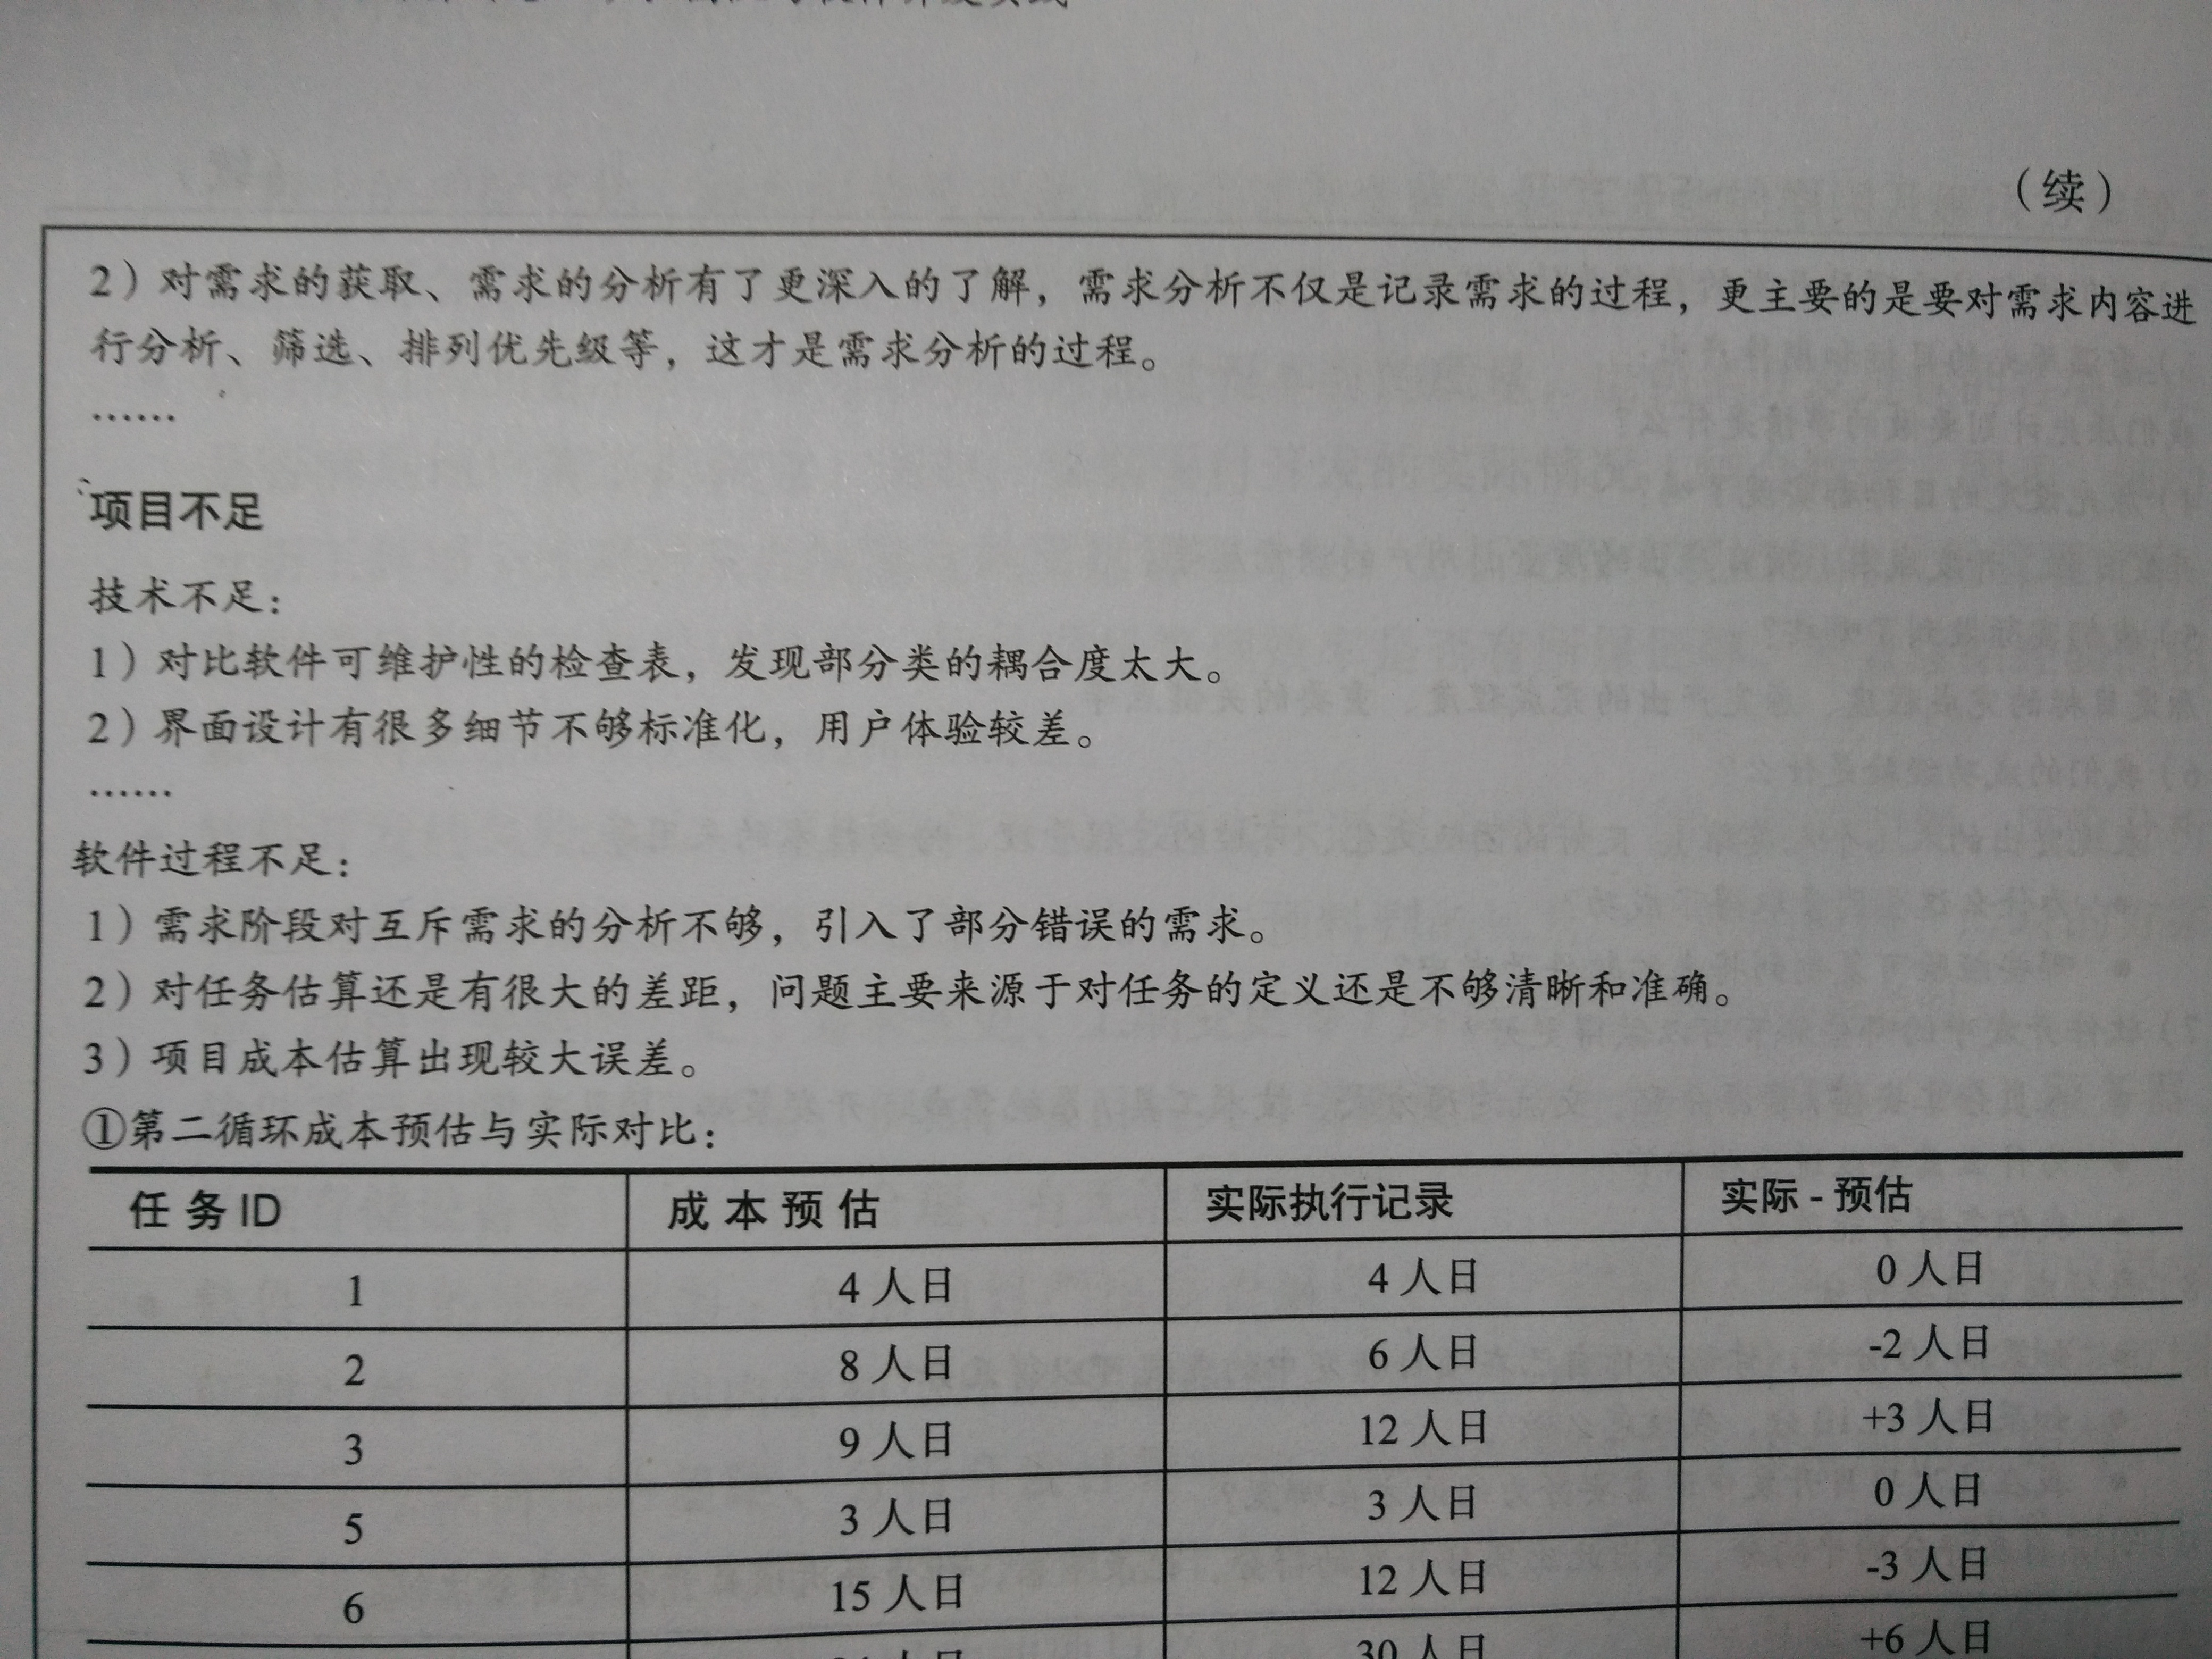 （续）
2）对需求的获取、需求的分析有了更深入的了解，需求分析不仅是记录需求的过程，更主要的是要对需求内容进
行分析、筛选、排列优先级等，这才是需求分析的过程。
……
项目不足
技术不足：
1）对比软件可维护性的检查表，发现部分类的耦合度太大。
2）界面设计有很多细节不够标准化，用户体验较差。
……
软件过程不足：
1）需求阶段对互斥需求的分析不够，引入了部分错误的需求。
2）对任务估算还是有很大的差距，问题主要来源于对任务的定义还是不够清晰和准确。
3）项目成本估算出现较大误差。
①第二循环成本预估与实际对比：
任务ID 成本预估 实际执行记录 实际-预估
1 4人日 4人日 0人日
2 8人日 6人日 -2人日
3 9人日 12人日 +3人日
5 3人日 3人日 0人日
6 15人日 12人日 -3人日
人日 30人日 +6人日